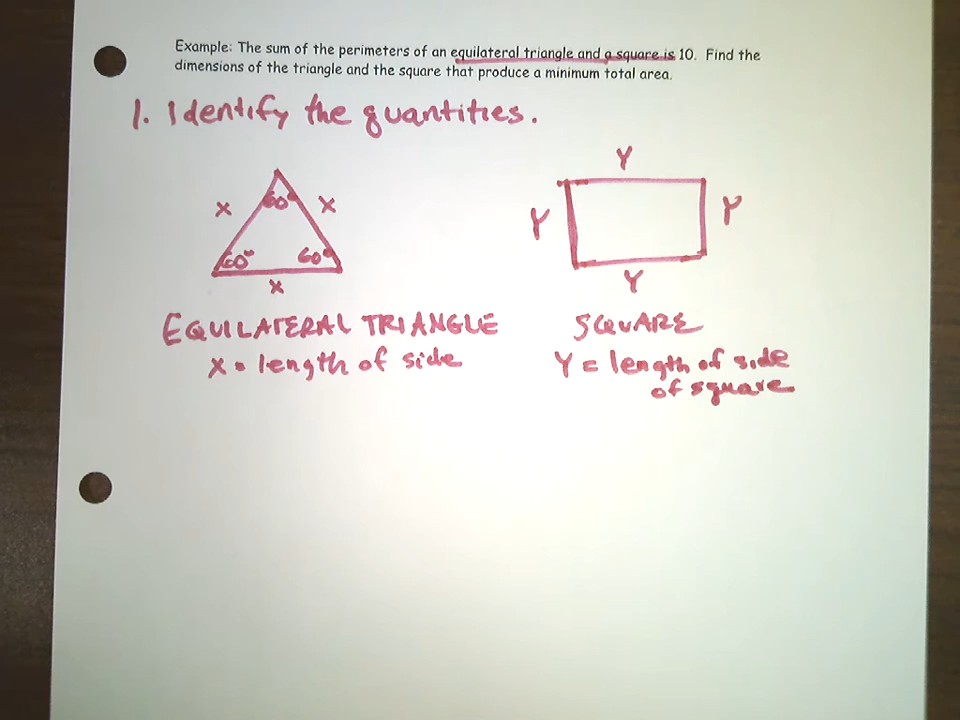 Example: The sum of the perimeters of an equilateral triangle and a square is 10. Find the
dimensions of the triangle and the square that produce a minimum total area.
1. Identify the quantities.
x x
60°
60° 60°
x
Y
Y Y
Y
EQUILATERAL TRIANGLE
x = length of side
SQUARE
Y = length of side
of square